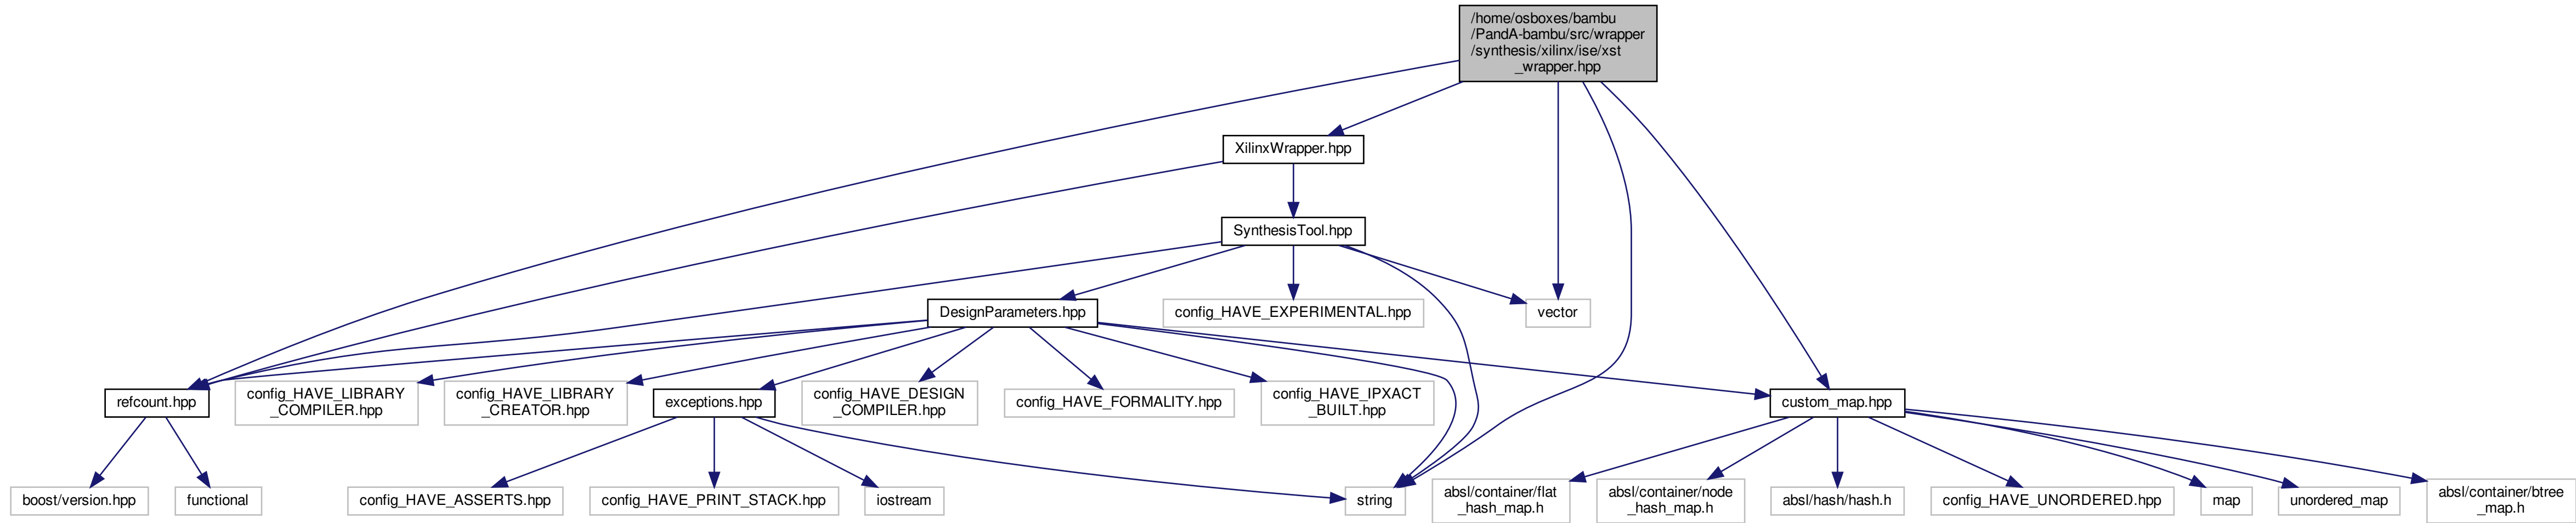 /home/osboxes/bambu
/PandA-bambu/src/wrapper
/synthesis/xilinx/ise/xst
_wrapper.hpp
XilinxWrapper.hpp
SynthesisTool.hpp
DesignParameters.hpp
config_HAVE_EXPERIMENTAL.hpp
vector
refcount.hpp
config_HAVE_LIBRARY
_COMPILER.hpp
config_HAVE_LIBRARY
_CREATOR.hpp
exceptions.hpp
config_HAVE_DESIGN
_COMPILER.hpp
config_HAVE_FORMALITY.hpp
config_HAVE_IPXACT
_BUILT.hpp
custom_map.hpp
boost/version.hpp
functional
config_HAVE_ASSERTS.hpp
config_HAVE_PRINT_STACK.hpp
iostream
string
absl/container/flat
_hash_map.h
absl/container/node
_hash_map.h
absl/hash/hash.h
config_HAVE_UNORDERED.hpp
map
unordered_map
absl/container/btree
_map.h